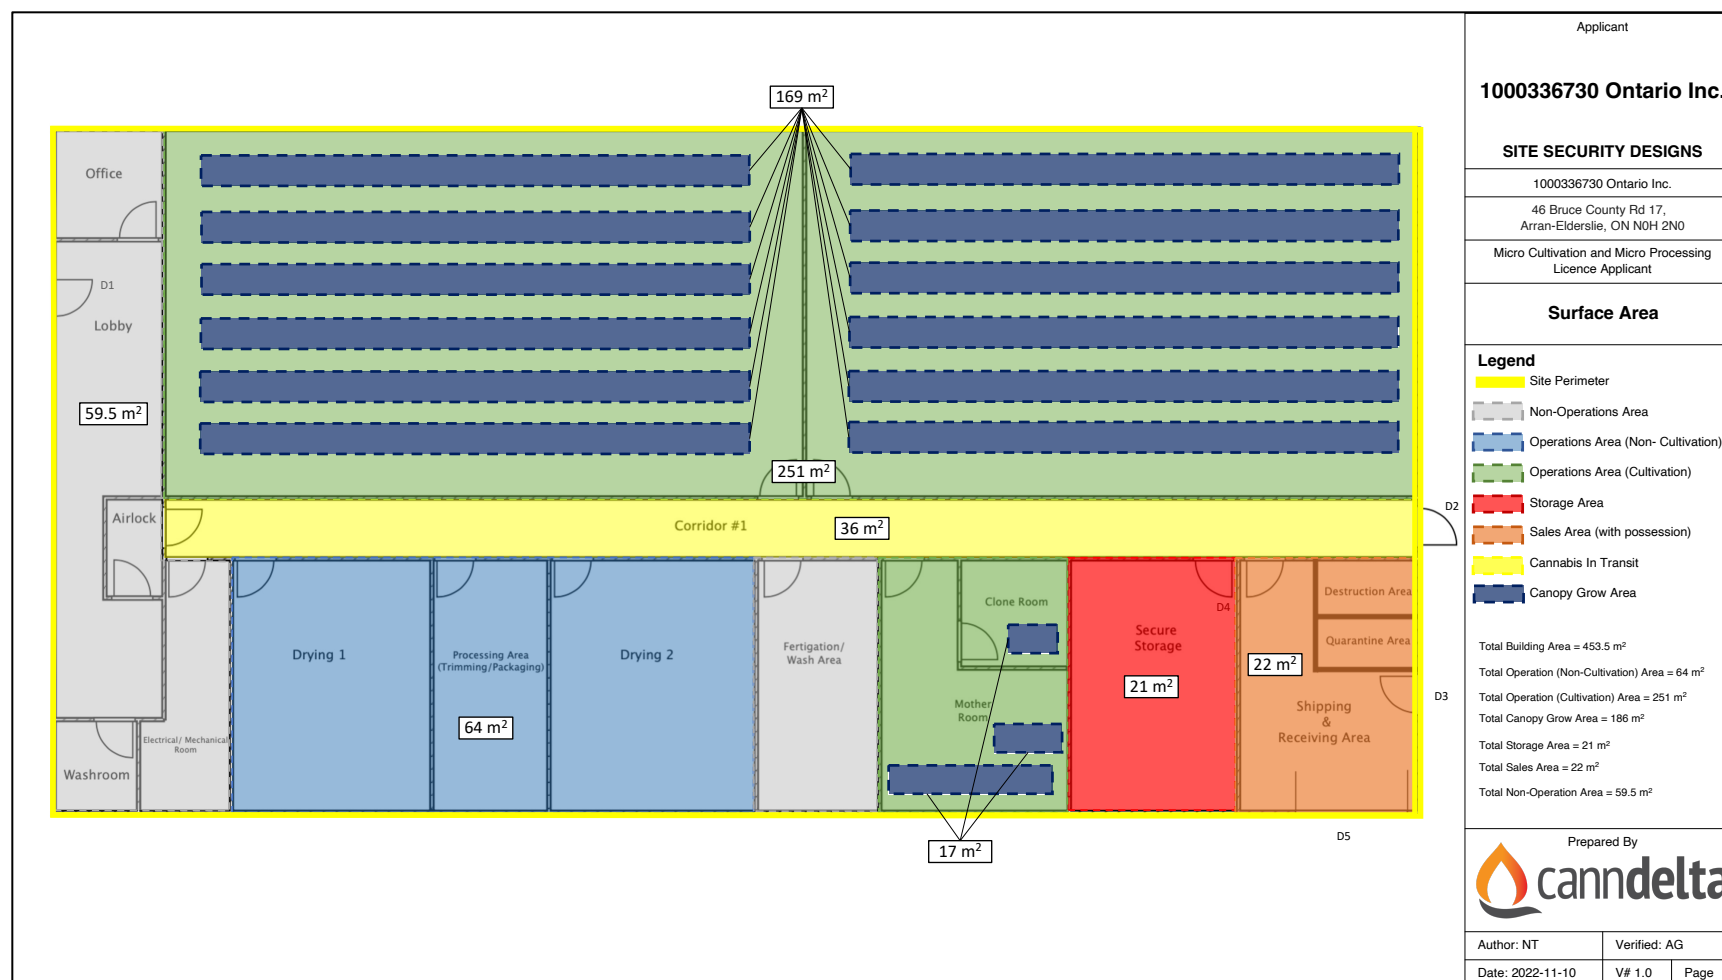 169 m²
Office
D1
Lobby
59.5 m²
251 m²
Airlock
Corridor #1
36 m²
D2
Drying 1
Processing Area
(Trimming/Packaging)
64 m²
Drying 2
Fertigation/
Wash Area
Clone Room
Mother
Room
D4
Secure
Storage
21 m²
22 m²
Destruction Area
Quarantine Area
D3
Shipping
&
Receiving Area
Electrical/ Mechanical
Room
Washroom
D5
17 m²
Applicant
1000336730 Ontario Inc.
SITE SECURITY DESIGNS
1000336730 Ontario Inc.
46 Bruce County Rd 17,
Arran-Elderslie, ON N0H 2N0
Micro Cultivation and Micro Processing
Licence Applicant
Surface Area
Legend
Site Perimeter
Non-Operations Area
Operations Area (Non- Cultivation)
Operations Area (Cultivation)
Storage Area
Sales Area (with possession)
Cannabis In Transit
Canopy Grow Area
Total Building Area = 453.5 m²
Total Operation (Non-Cultivation) Area = 64 m²
Total Operation (Cultivation) Area = 251 m²
Total Canopy Grow Area = 186 m²
Total Storage Area = 21 m²
Total Sales Area = 22 m²
Total Non-Operation Area = 59.5 m²
Prepared By
canndelta
Author: NT
Verified: AG
Date: 2022-11-10
V# 1.0
Page